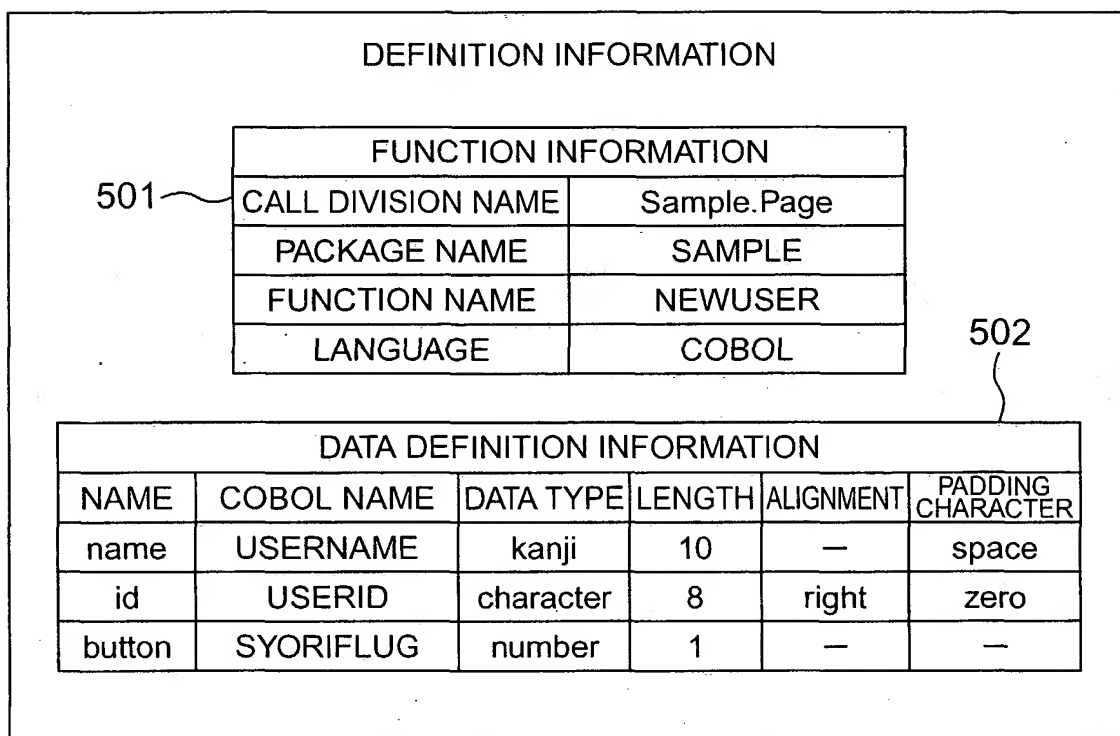 DEFINITION INFORMATION
FUNCTION INFORMATION
501
CALL DIVISION NAME Sample.Page
PACKAGE NAME SAMPLE
FUNCTION NAME NEWUSER
LANGUAGE COBOL
502
DATA DEFINITION INFORMATION
NAME COBOL NAME DATA TYPE LENGTH ALIGNMENT PADDING CHARACTER
name USERNAME kanji 10 — space
id USERID character 8 right zero
button SYORIFLUG number 1 — —